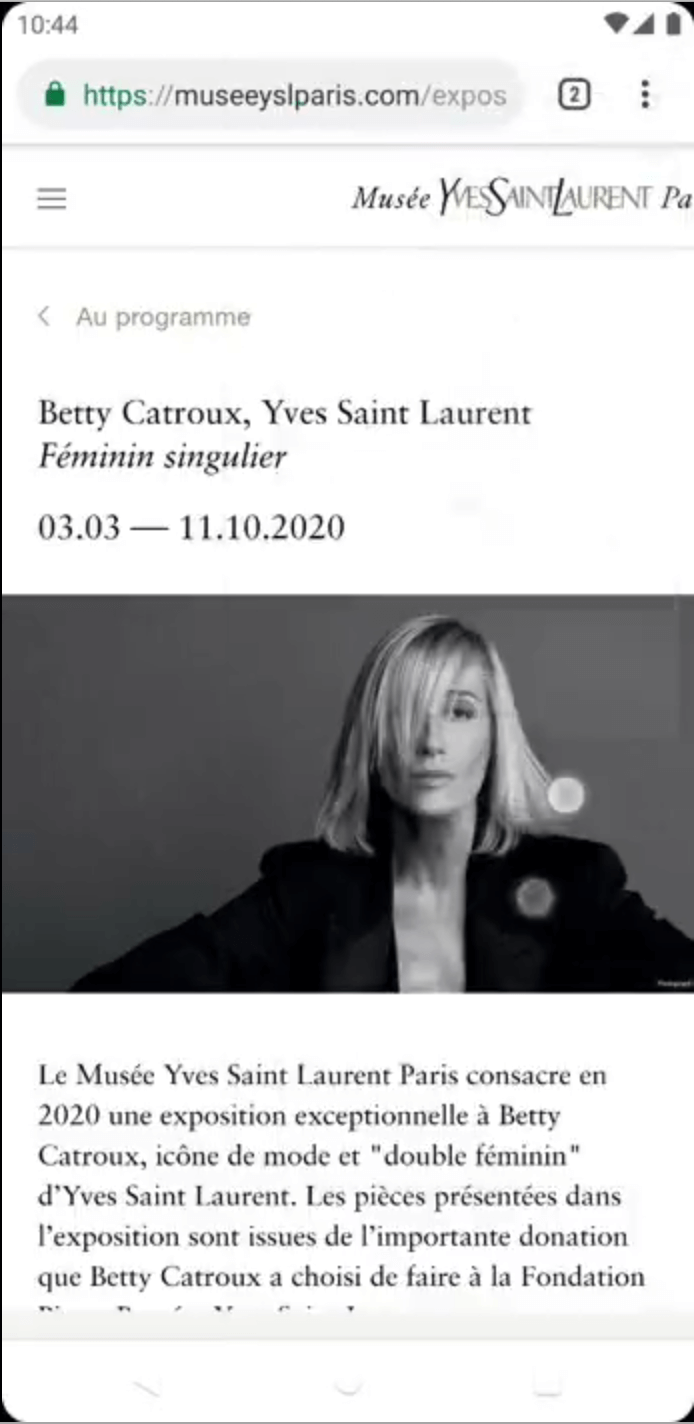 10:44
https://museeyslparis.com/expos
2
Musée YVESSAINTLAURENT Pa
Au programme
Betty Catroux, Yves Saint Laurent
Féminin singulier
03.03 — 11.10.2020
Le Musée Yves Saint Laurent Paris consacre en
2020 une exposition exceptionnelle à Betty
Catroux, icône de mode et "double féminin"
d’Yves Saint Laurent. Les pièces présentées dans
l’exposition sont issues de l’importante donation
que Betty Catroux a choisi de faire à la Fondation